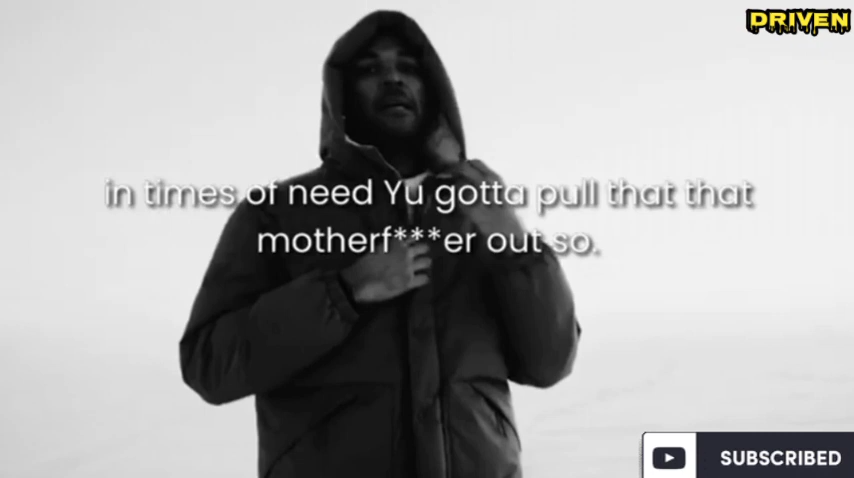 DRIVEN
in times of need Yu gotta pull that that
motherf***er out so.
SUBSCRIBED